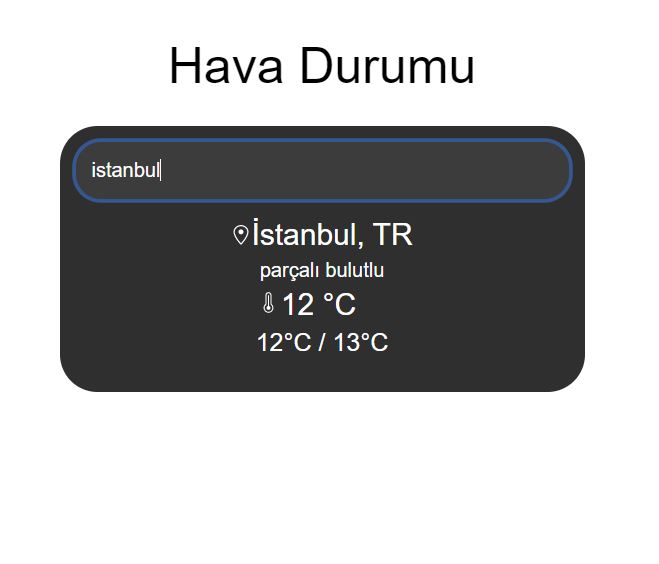 Hava Durumu
istanbul
İstanbul, TR
parçalı bulutlu
12 °C
12°C / 13°C